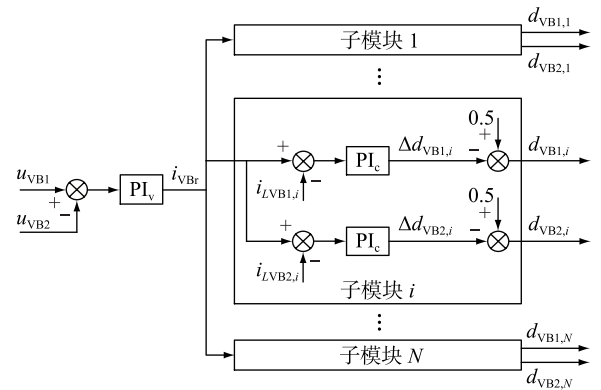 子模块 1
d_VB1,1
d_VB2,1
⋮
0.5
+
+
PI_c
Δd_VB1,i
−
d_VB1,i
u_VB1
PI_v
i_VBr
i_LVB1,i
−
+
−
u_VB2
0.5
+
+
PI_c
Δd_VB2,i
−
d_VB2,i
i_LVB2,i
−
子模块 i
⋮
子模块 N
d_VB1,N
d_VB2,N